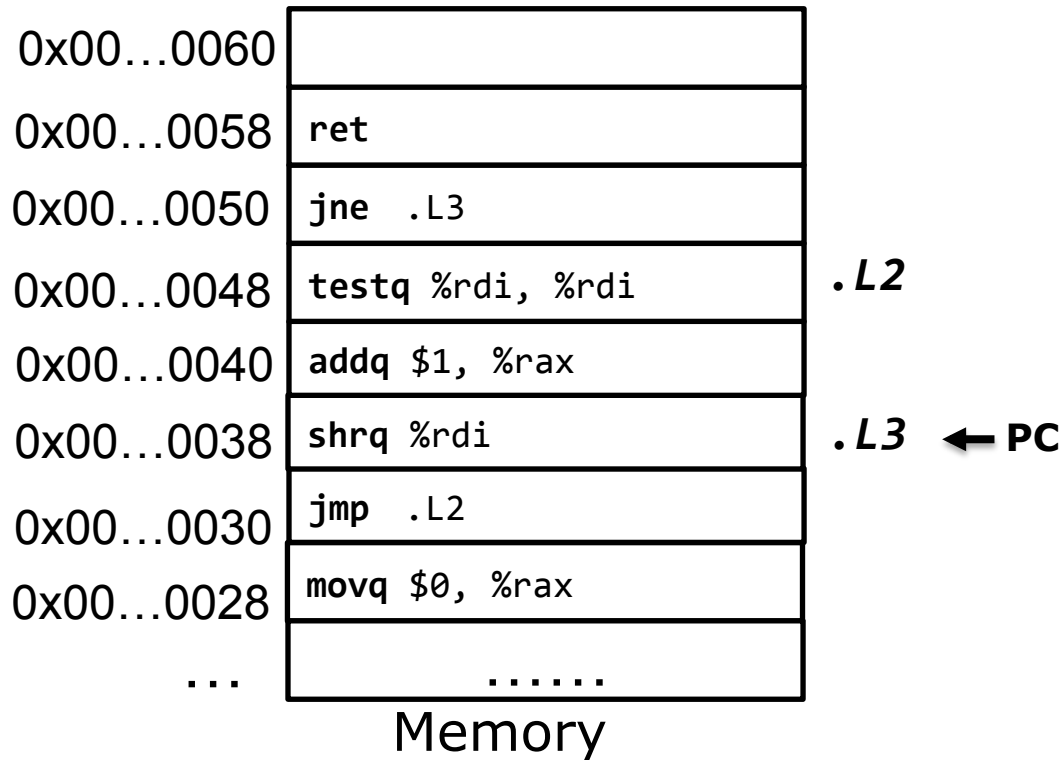 0x00…0060
0x00…0058 ret
0x00…0050 jne .L3
0x00…0048 testq %rdi, %rdi .L2
0x00…0040 addq $1, %rax
0x00…0038 shrq %rdi .L3 PC
0x00…0030 jmp .L2
0x00…0028 movq $0, %rax
… ......
Memory